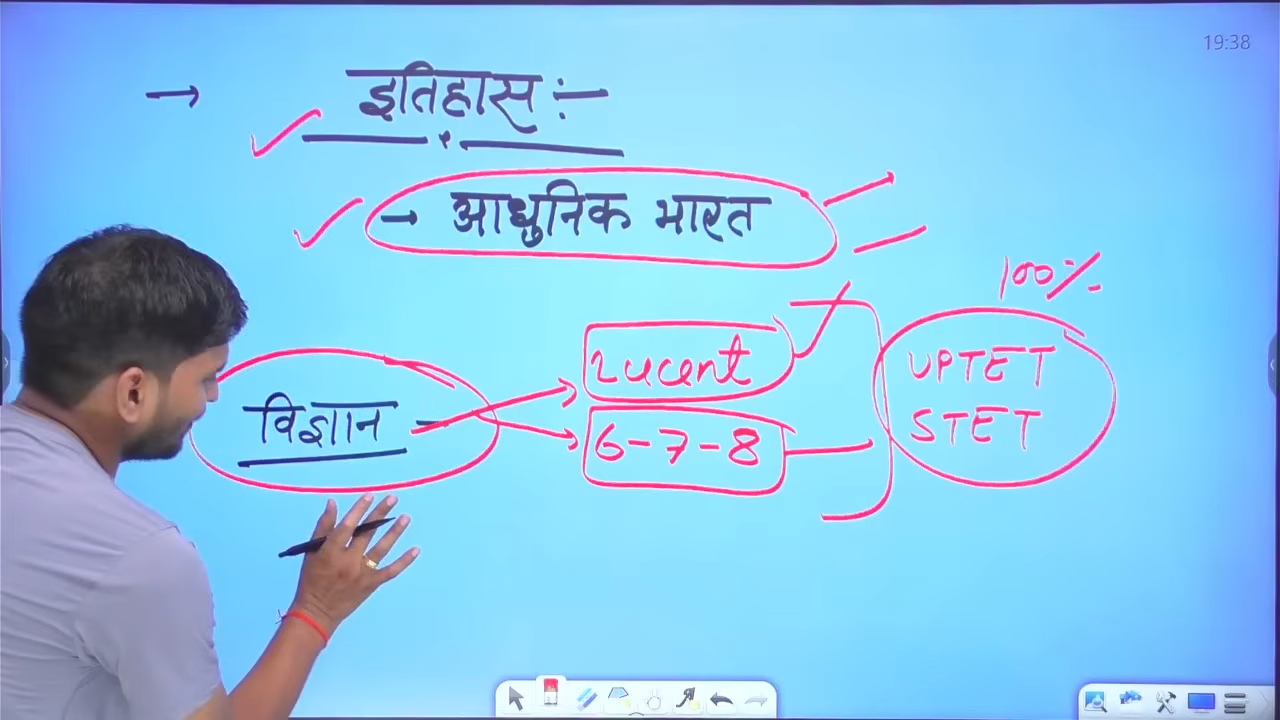 19:38
→ इतिहास :-
→ आधुनिक भारत
100%
Lucent
UPTET
विज्ञान -
6-7-8
STET